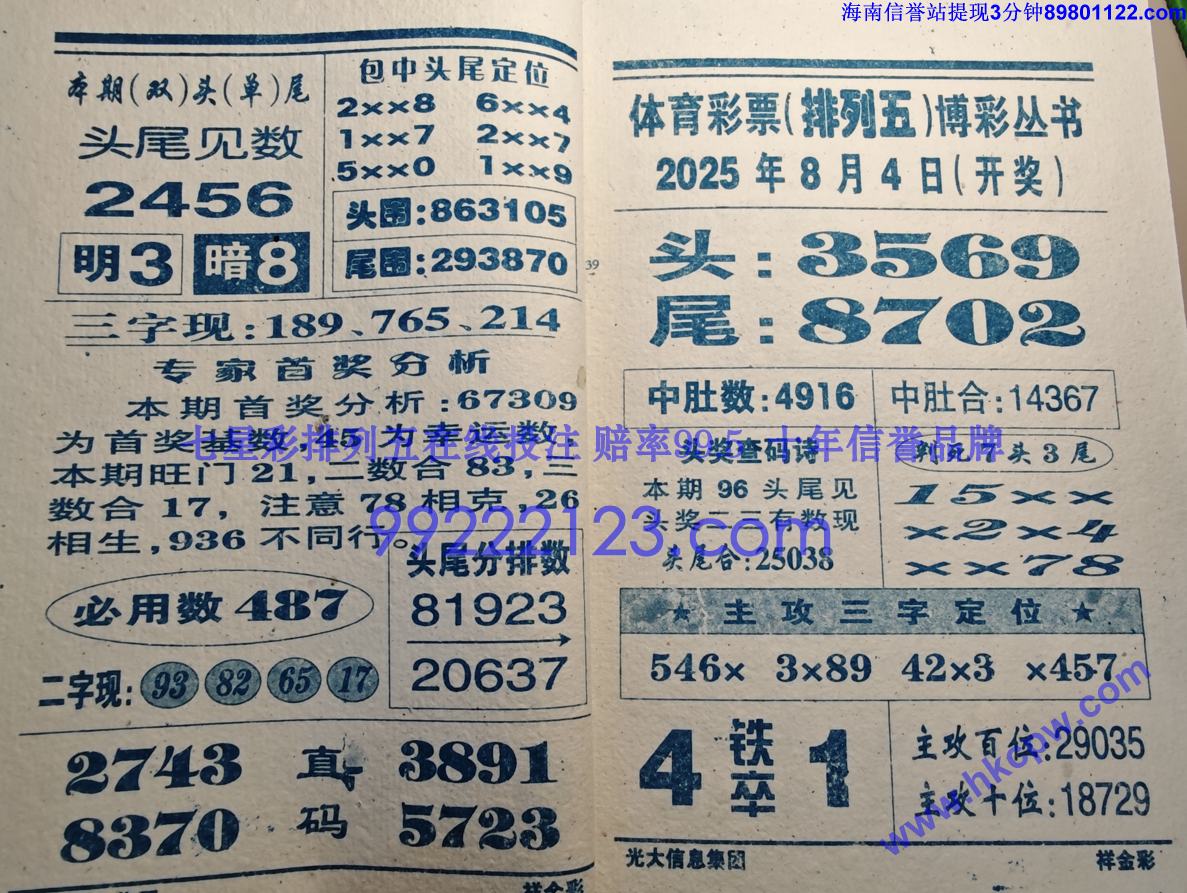 海南信誉站提现3分钟89801122.com
本期(双)头(单)尾
头尾见数
2456
明3 暗8
包中头尾定位
2××8 6××4
1××7 2××7
5××0 1××9
头围:863105
尾围:293870
三字现:189、765、214
专家首奖分析
本期首奖分析:67309
为首奖基数,45为幸运数.
本期旺门21,二数合83,三
数合17,注意78相克,26
相生,936不同行。
必用数487
二字现: 93 82 65 17
头尾分排数
81923
20637
2743 直 3891
8370 码 5723
祥金彩
39
体育彩票(排列五)博彩丛书
2025年8月4日(开奖)
头:3569
尾:8702
中肚数:4916
中肚合:14367
头奖查码诗
本期96头尾见
头奖二三有数现
头尾合:25038
判死7头3尾
15××
×2×4
××78
★主攻三字定位★
546× 3×89 42×3 ×457
4铁卒1
主攻百位:29035
主攻十位:18729
光大信息集团
祥金彩
七星彩排列五在线投注 赔率99.5 十年信誉品牌
99222123.com
www.hkqpw.com